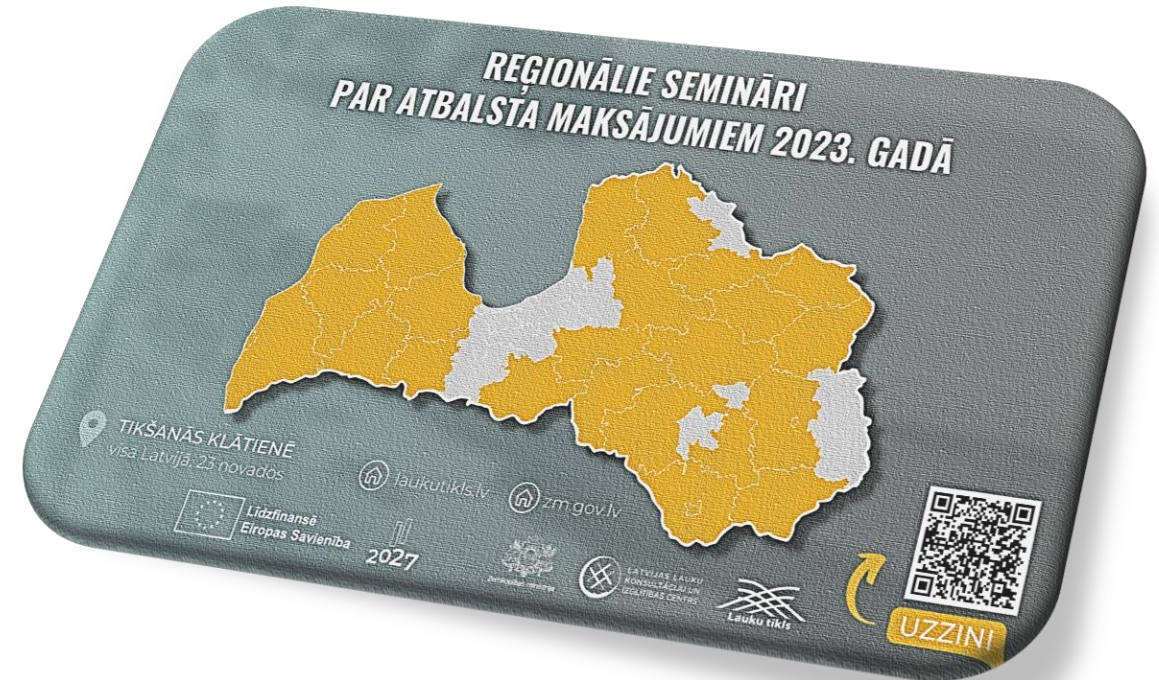 REĢIONĀLIE SEMINĀRI
PAR ATBALSTA MAKSĀJUMIEM 2023. GADĀ
TIKŠANĀS KLĀTIENĒ
visā Latvijā, 23 novados
laukutikls.lv
zm.gov.lv
Līdzfinansē
Eiropas Savienība
2027
Zemkopības ministrija
LATVIJAS LAUKU
KONSULTĀCIJU UN
IZGLĪTĪBAS CENTRS
Lauku tīkls
UZZINI